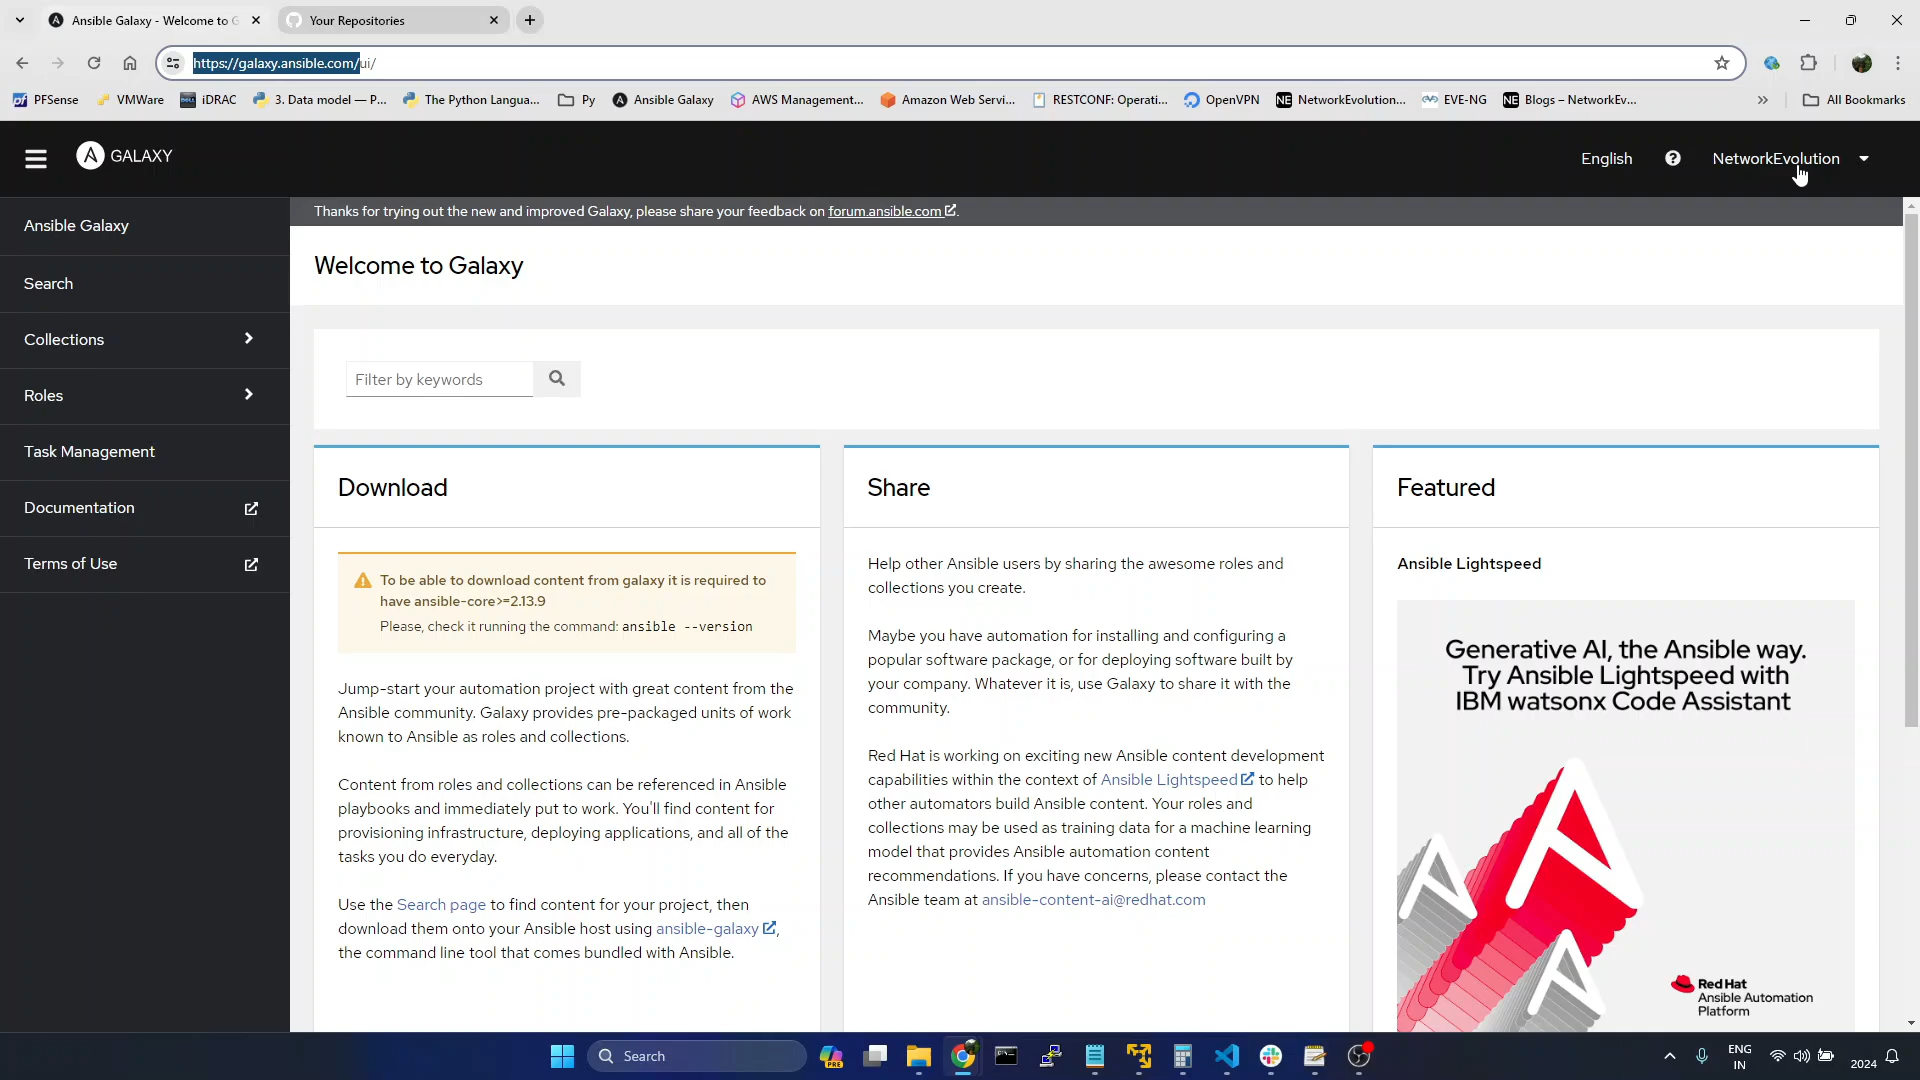 Ansible Galaxy - Welcome to G
Your Repositories
https://galaxy.ansible.com/ui/
PFSense
VMWare
iDRAC
3. Data model — P...
The Python Langua...
Py
Ansible Galaxy
AWS Management...
Amazon Web Servi...
RESTCONF: Operati...
OpenVPN
NE NetworkEvolution...
EVE-NG
NE Blogs – NetworkEv...
All Bookmarks
GALAXY
English
NetworkEvolution
Ansible Galaxy
Search
Collections
Roles
Task Management
Documentation
Terms of Use
Thanks for trying out the new and improved Galaxy, please share your feedback on forum.ansible.com.
Welcome to Galaxy
Filter by keywords
Download
To be able to download content from galaxy it is required to
have ansible-core>=2.13.9
Please, check it running the command: ansible --version
Jump-start your automation project with great content from the
Ansible community. Galaxy provides pre-packaged units of work
known to Ansible as roles and collections.
Content from roles and collections can be referenced in Ansible
playbooks and immediately put to work. You'll find content for
provisioning infrastructure, deploying applications, and all of the
tasks you do everyday.
Use the Search page to find content for your project, then
download them onto your Ansible host using ansible-galaxy,
the command line tool that comes bundled with Ansible.
Share
Help other Ansible users by sharing the awesome roles and
collections you create.
Maybe you have automation for installing and configuring a
popular software package, or for deploying software built by
your company. Whatever it is, use Galaxy to share it with the
community.
Red Hat is working on exciting new Ansible content development
capabilities within the context of Ansible Lightspeed to help
other automators build Ansible content. Your roles and
collections may be used as training data for a machine learning
model that provides Ansible automation content
recommendations. If you have concerns, please contact the
Ansible team at ansible-content-ai@redhat.com
Featured
Ansible Lightspeed
Generative AI, the Ansible way.
Try Ansible Lightspeed with
IBM watsonx Code Assistant
Red Hat
Ansible Automation
Platform
Search
PRE
ENG
IN
2024